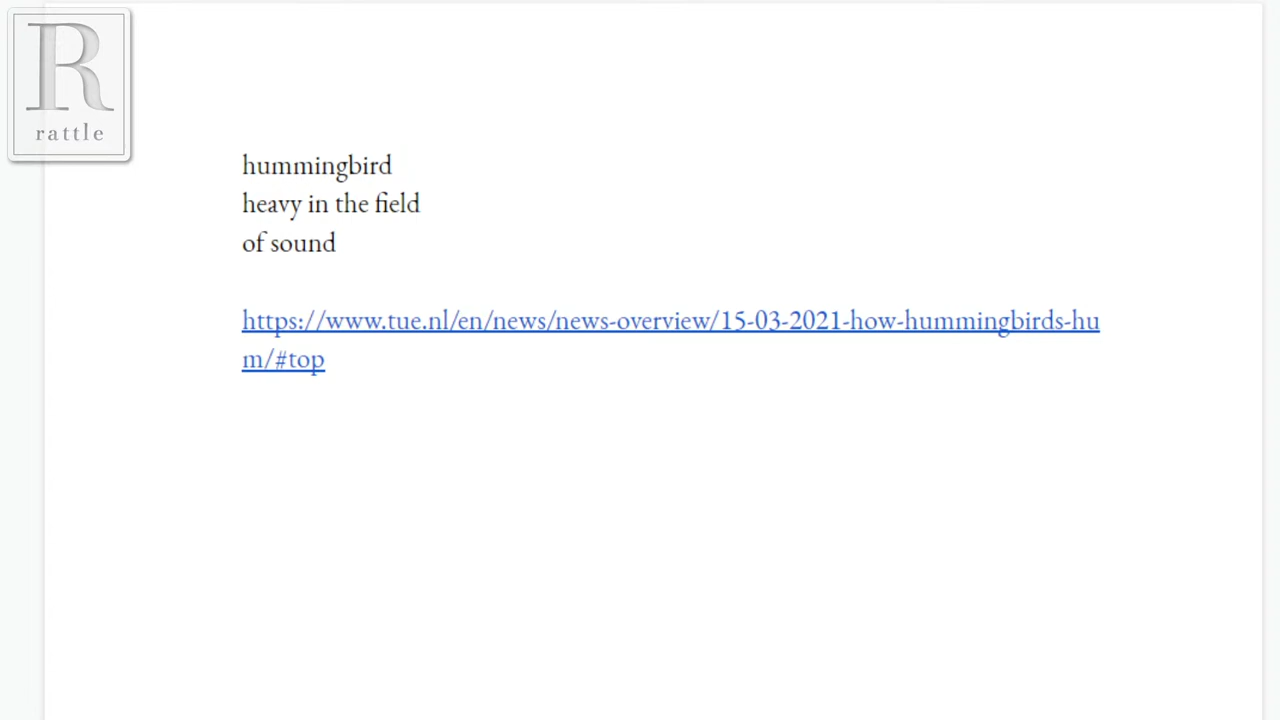 R
rattle
hummingbird
heavy in the field
of sound
https://www.tue.nl/en/news/news-overview/15-03-2021-how-hummingbirds-hu
m/#top